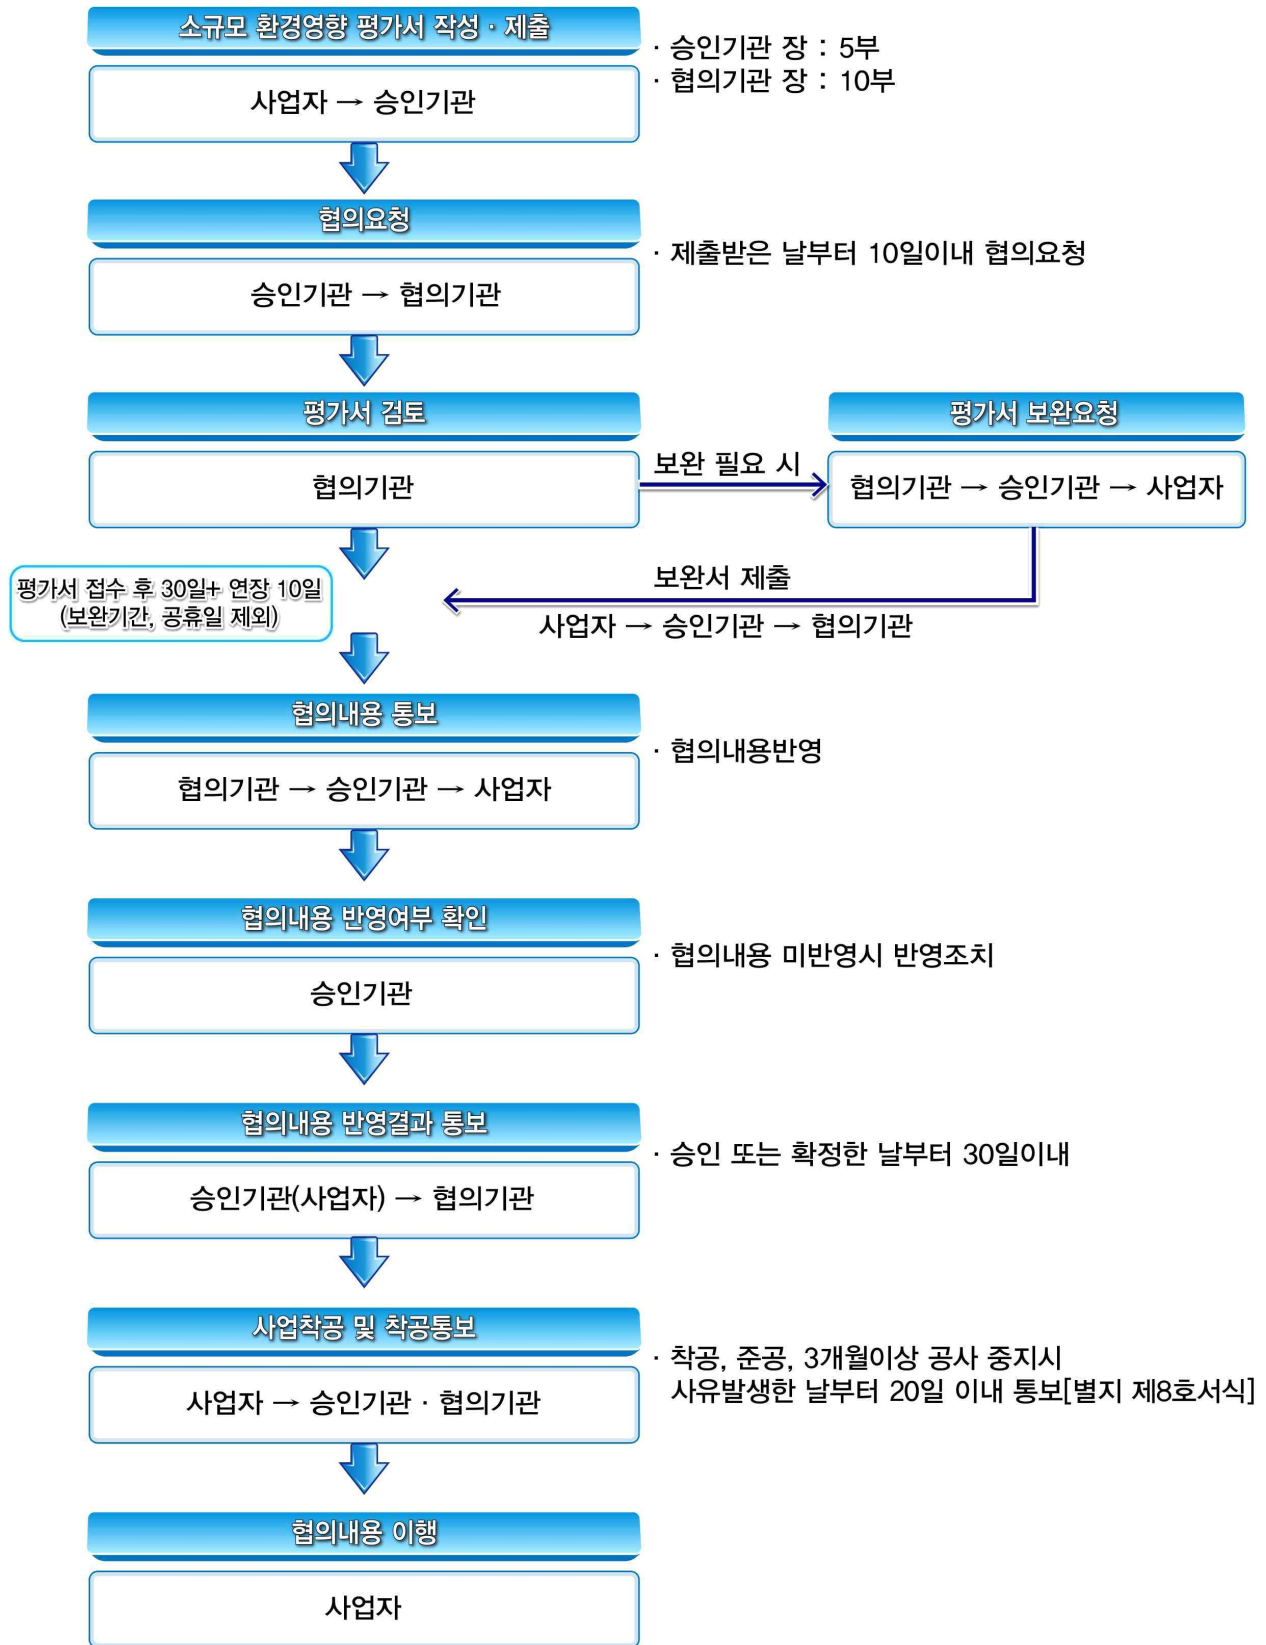 소규모 환경영향 평가서 작성 · 제출
사업자 → 승인기관
· 승인기관 장 : 5부
· 협의기관 장 : 10부
협의요청
승인기관 → 협의기관
· 제출받은 날부터 10일이내 협의요청
평가서 검토
협의기관
보완 필요 시
평가서 보완요청
협의기관 → 승인기관 → 사업자
평가서 접수 후 30일+ 연장 10일
(보완기간, 공휴일 제외)
보완서 제출
사업자 → 승인기관 → 협의기관
협의내용 통보
협의기관 → 승인기관 → 사업자
· 협의내용반영
협의내용 반영여부 확인
승인기관
· 협의내용 미반영시 반영조치
협의내용 반영결과 통보
승인기관(사업자) → 협의기관
· 승인 또는 확정한 날부터 30일이내
사업착공 및 착공통보
사업자 → 승인기관 · 협의기관
· 착공, 준공, 3개월이상 공사 중지시
사유발생한 날부터 20일 이내 통보[별지 제8호서식]
협의내용 이행
사업자